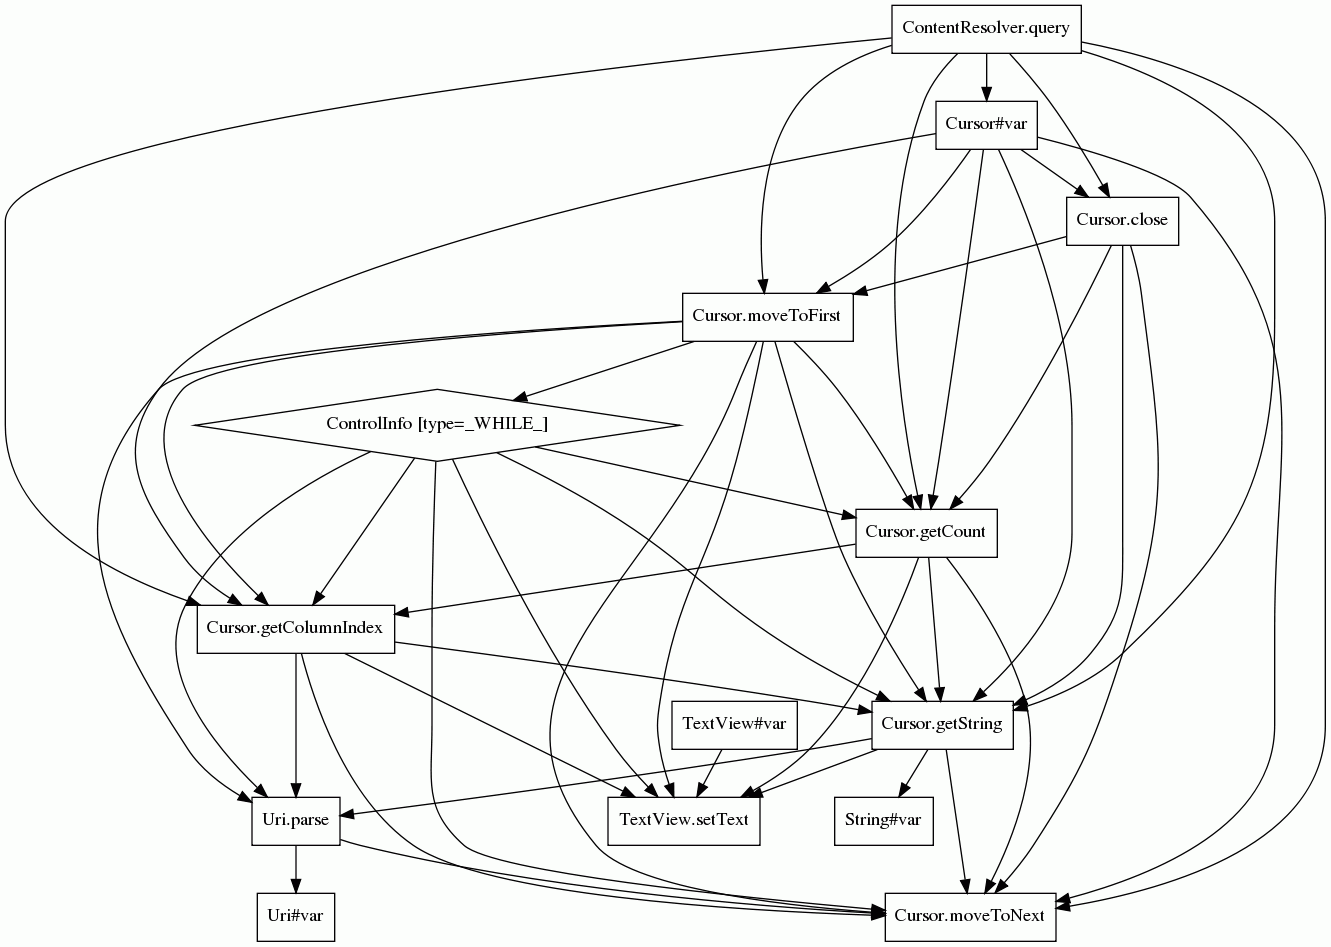 ContentResolver.query
Cursor#var
Cursor.close
Cursor.moveToFirst
ControlInfo [type=_WHILE_]
Cursor.getCount
Cursor.getColumnIndex
TextView#var
Cursor.getString
Uri.parse
TextView.setText
String#var
Uri#var
Cursor.moveToNext